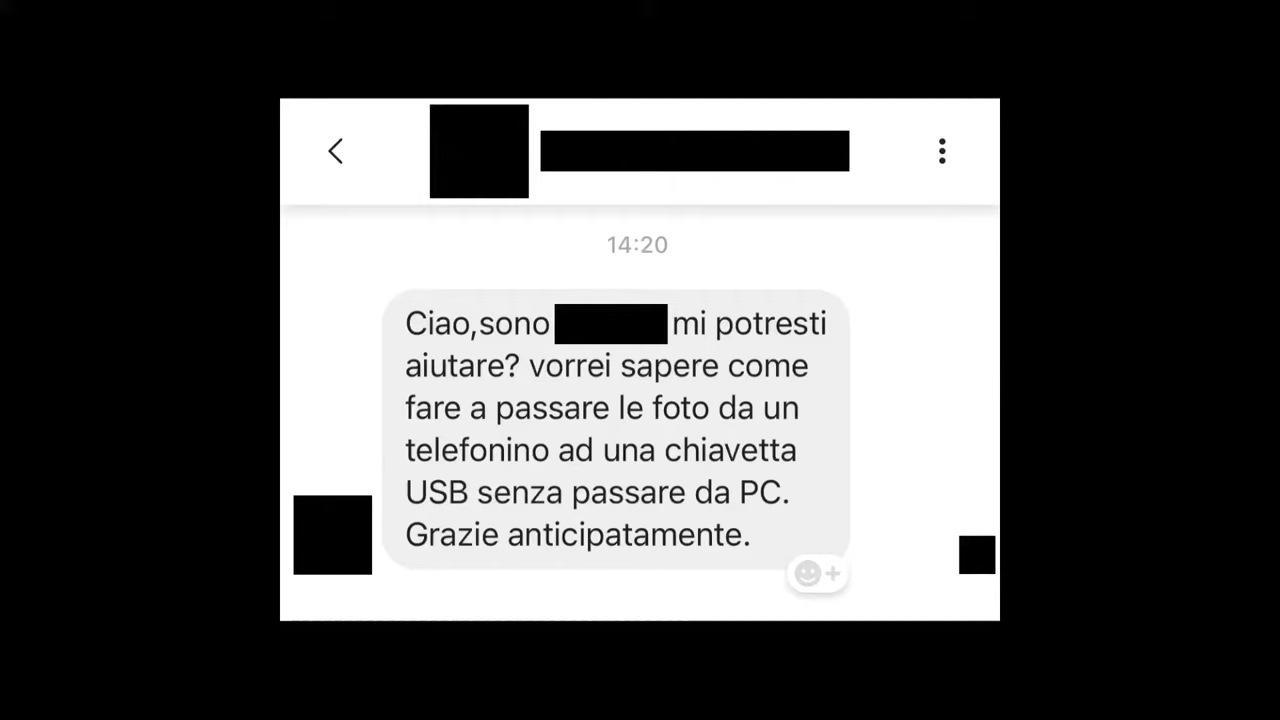 14:20
Ciao,sono mi potresti
aiutare? vorrei sapere come
fare a passare le foto da un
telefonino ad una chiavetta
USB senza passare da PC.
Grazie anticipatamente.